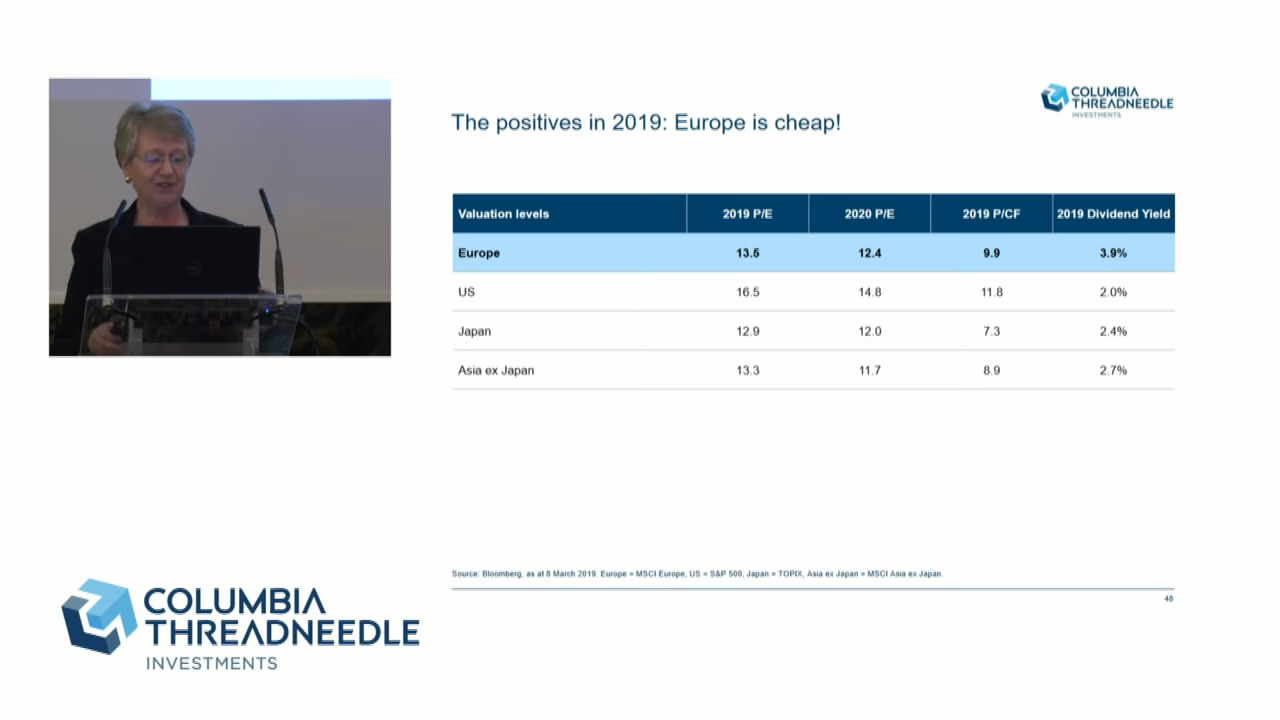 COLUMBIA
THREADNEEDLE
INVESTMENTS
The positives in 2019: Europe is cheap!
Valuation levels 2019 P/E 2020 P/E 2019 P/CF 2019 Dividend Yield
Europe 13.5 12.4 9.9 3.9%
US 16.5 14.8 11.8 2.0%
Japan 12.9 12.0 7.3 2.4%
Asia ex Japan 13.3 11.7 8.9 2.7%
Source: Bloomberg, as at 8 March 2019. Europe = MSCI Europe, US = S&P 500, Japan = TOPIX, Asia ex Japan = MSCI Asia ex Japan.
48
COLUMBIA
THREADNEEDLE
INVESTMENTS